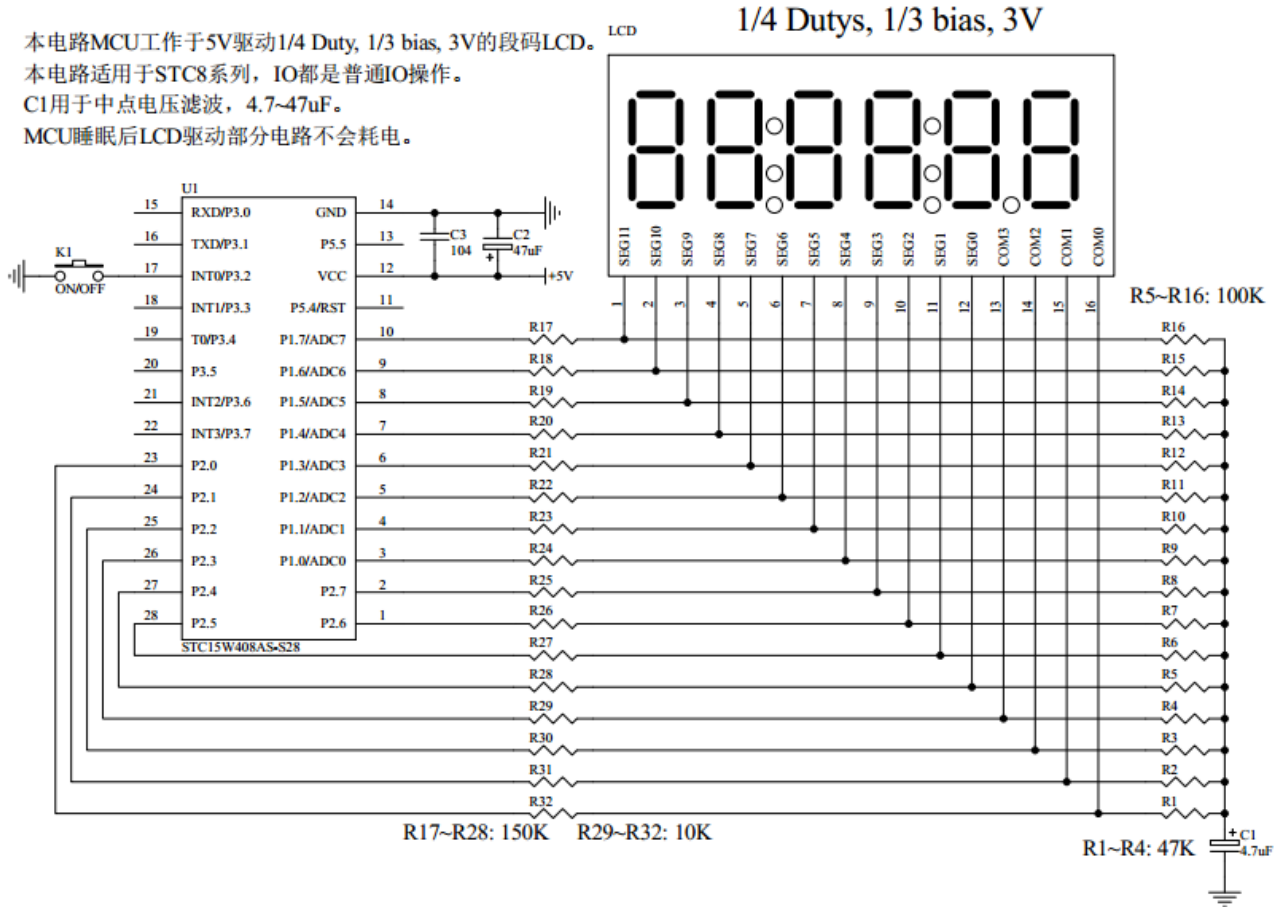 1/4 Dutys, 1/3 bias, 3V
本电路MCU工作于5V驱动1/4 Duty, 1/3 bias, 3V的段码LCD。
本电路适用于STC8系列，IO都是普通IO操作。
C1用于中点电压滤波，4.7~47uF。
MCU睡眠后LCD驱动部分电路不会耗电。
LCD
SEG11 SEG10 SEG9 SEG8 SEG7 SEG6 SEG5 SEG4 SEG3 SEG2 SEG1 SEG0 COM3 COM2 COM1 COM0
1 2 3 4 5 6 7 8 9 10 11 12 13 14 15 16
U1
15 RXD/P3.0 GND 14
16 TXD/P3.1 P5.5 13
17 INT0/P3.2 VCC 12
18 INT1/P3.3 P5.4/RST 11
19 T0/P3.4 P1.7/ADC7 10
20 P3.5 P1.6/ADC6 9
21 INT2/P3.6 P1.5/ADC5 8
22 INT3/P3.7 P1.4/ADC4 7
23 P2.0 P1.3/ADC3 6
24 P2.1 P1.2/ADC2 5
25 P2.2 P1.1/ADC1 4
26 P2.3 P1.0/ADC0 3
27 P2.4 P2.7 2
28 P2.5 P2.6 1
STC15W408AS-S28
K1
ON/OFF
C3
104
C2
47uF
+
+5V
R5~R16: 100K
R17 R16
R18 R15
R19 R14
R20 R13
R21 R12
R22 R11
R23 R10
R24 R9
R25 R8
R26 R7
R27 R6
R28 R5
R29 R4
R30 R3
R31 R2
R32 R1
R17~R28: 150K R29~R32: 10K
R1~R4: 47K
+
C1
4.7uF